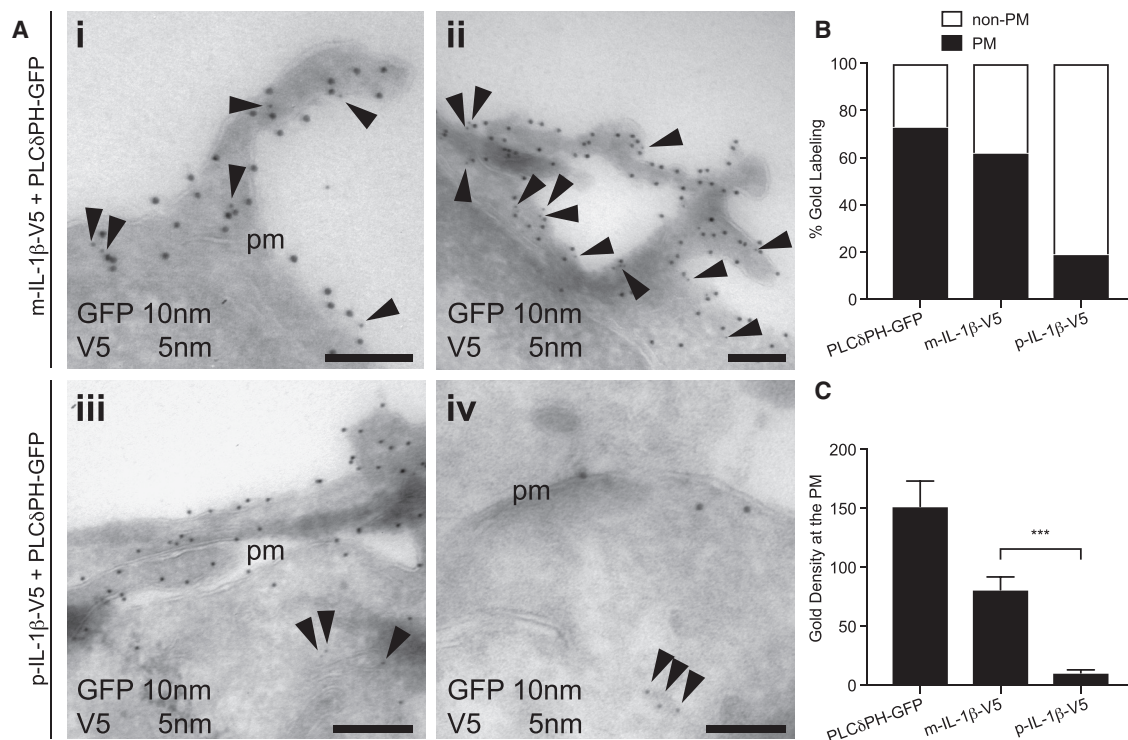 A
m-IL-1β-V5 + PLCδPH-GFP
i
pm
GFP 10nm
V5 5nm
ii
GFP 10nm
V5 5nm
p-IL-1β-V5 + PLCδPH-GFP
iii
pm
GFP 10nm
V5 5nm
iv
pm
GFP 10nm
V5 5nm
B
non-PM
PM
% Gold Labeling
100
80
60
40
20
0
PLCδPH-GFP
m-IL-1β-V5
p-IL-1β-V5
C
Gold Density at the PM
200
150
100
50
0
***
PLCδPH-GFP
m-IL-1β-V5
p-IL-1β-V5